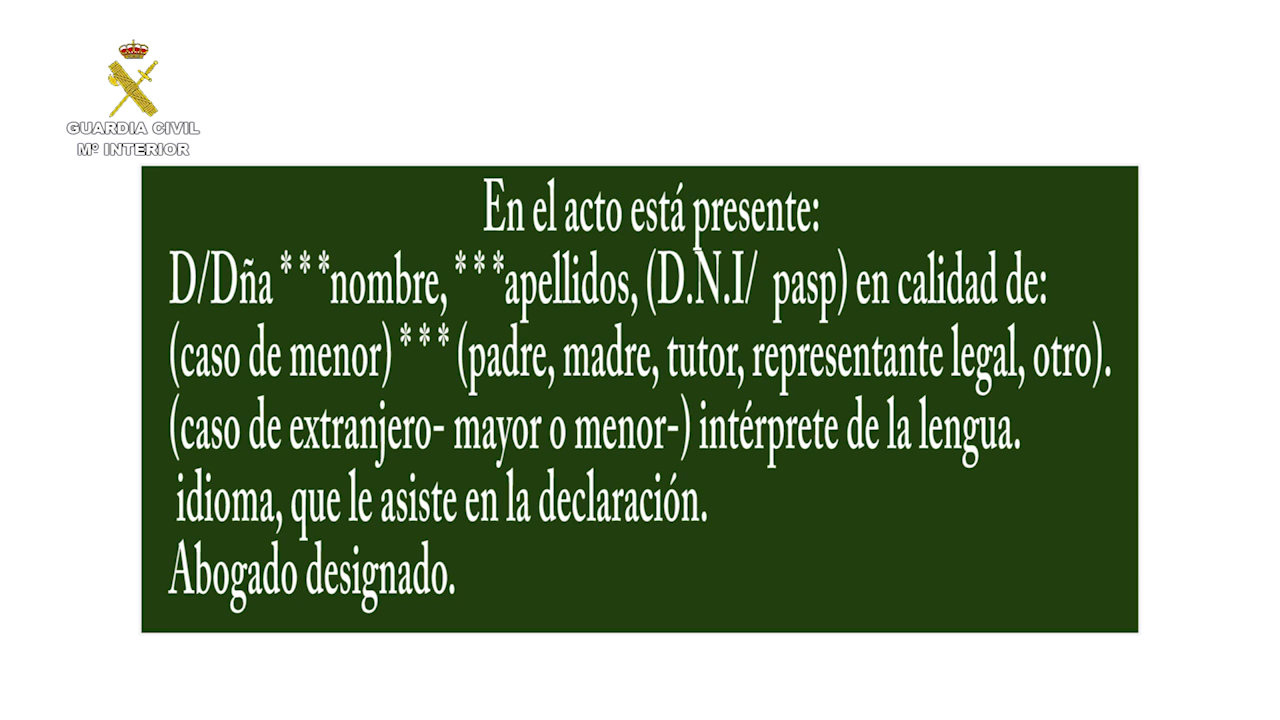 GUARDIA CIVIL
Mº INTERIOR
En el acto está presente:
D/Dña ***nombre, ***apellidos, (D.N.I/ pasp) en calidad de:
(caso de menor) *** (padre, madre, tutor, representante legal, otro).
(caso de extranjero- mayor o menor-) intérprete de la lengua.
idioma, que le asiste en la declaración.
Abogado designado.